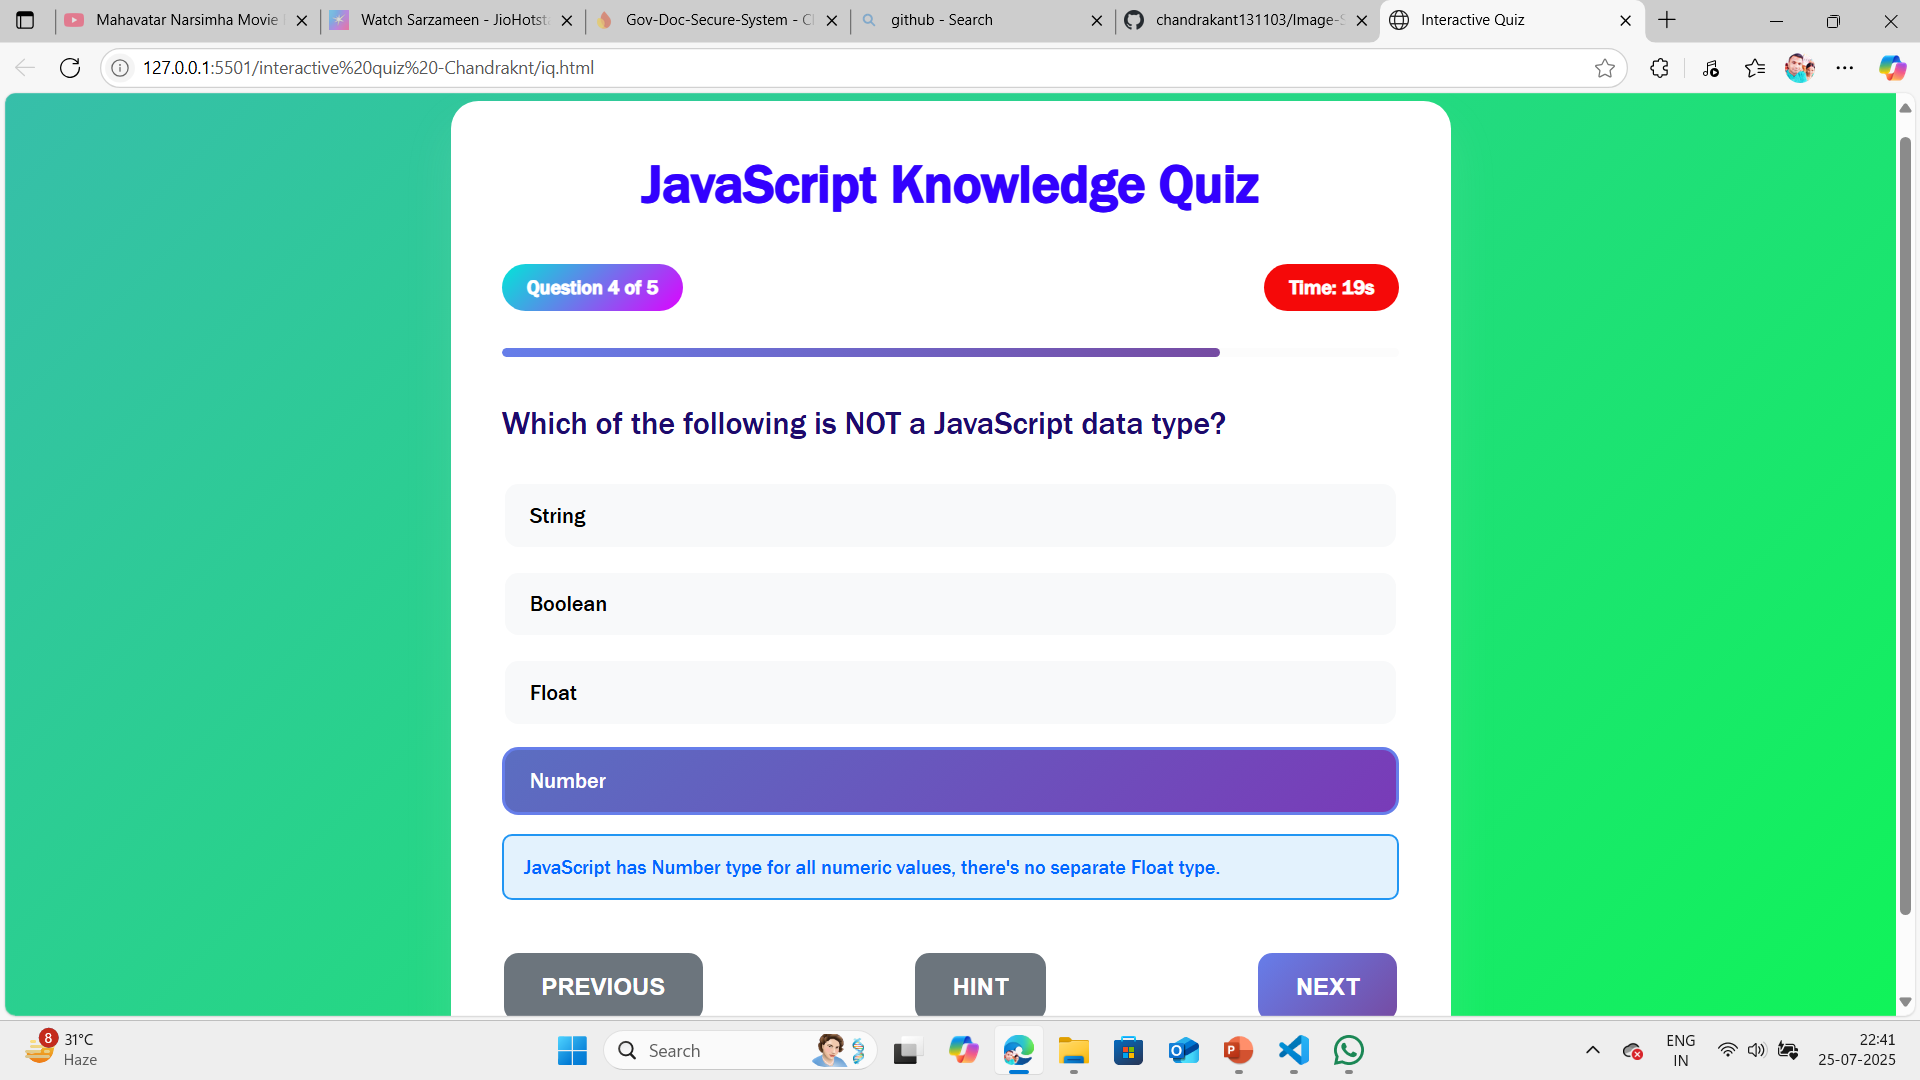 Mahavatar Narsimha Movie
Watch Sarzameen - JioHotst
Gov-Doc-Secure-System - Cl
github - Search
chandrakant131103/Image-S
Interactive Quiz
127.0.0.1:5501/interactive%20quiz%20-Chandraknt/iq.html
JavaScript Knowledge Quiz
Question 4 of 5
Time: 19s
Which of the following is NOT a JavaScript data type?
String
Boolean
Float
Number
JavaScript has Number type for all numeric values, there's no separate Float type.
PREVIOUS
HINT
NEXT
8
31°C
Haze
Search
ENG
IN
22:41
25-07-2025